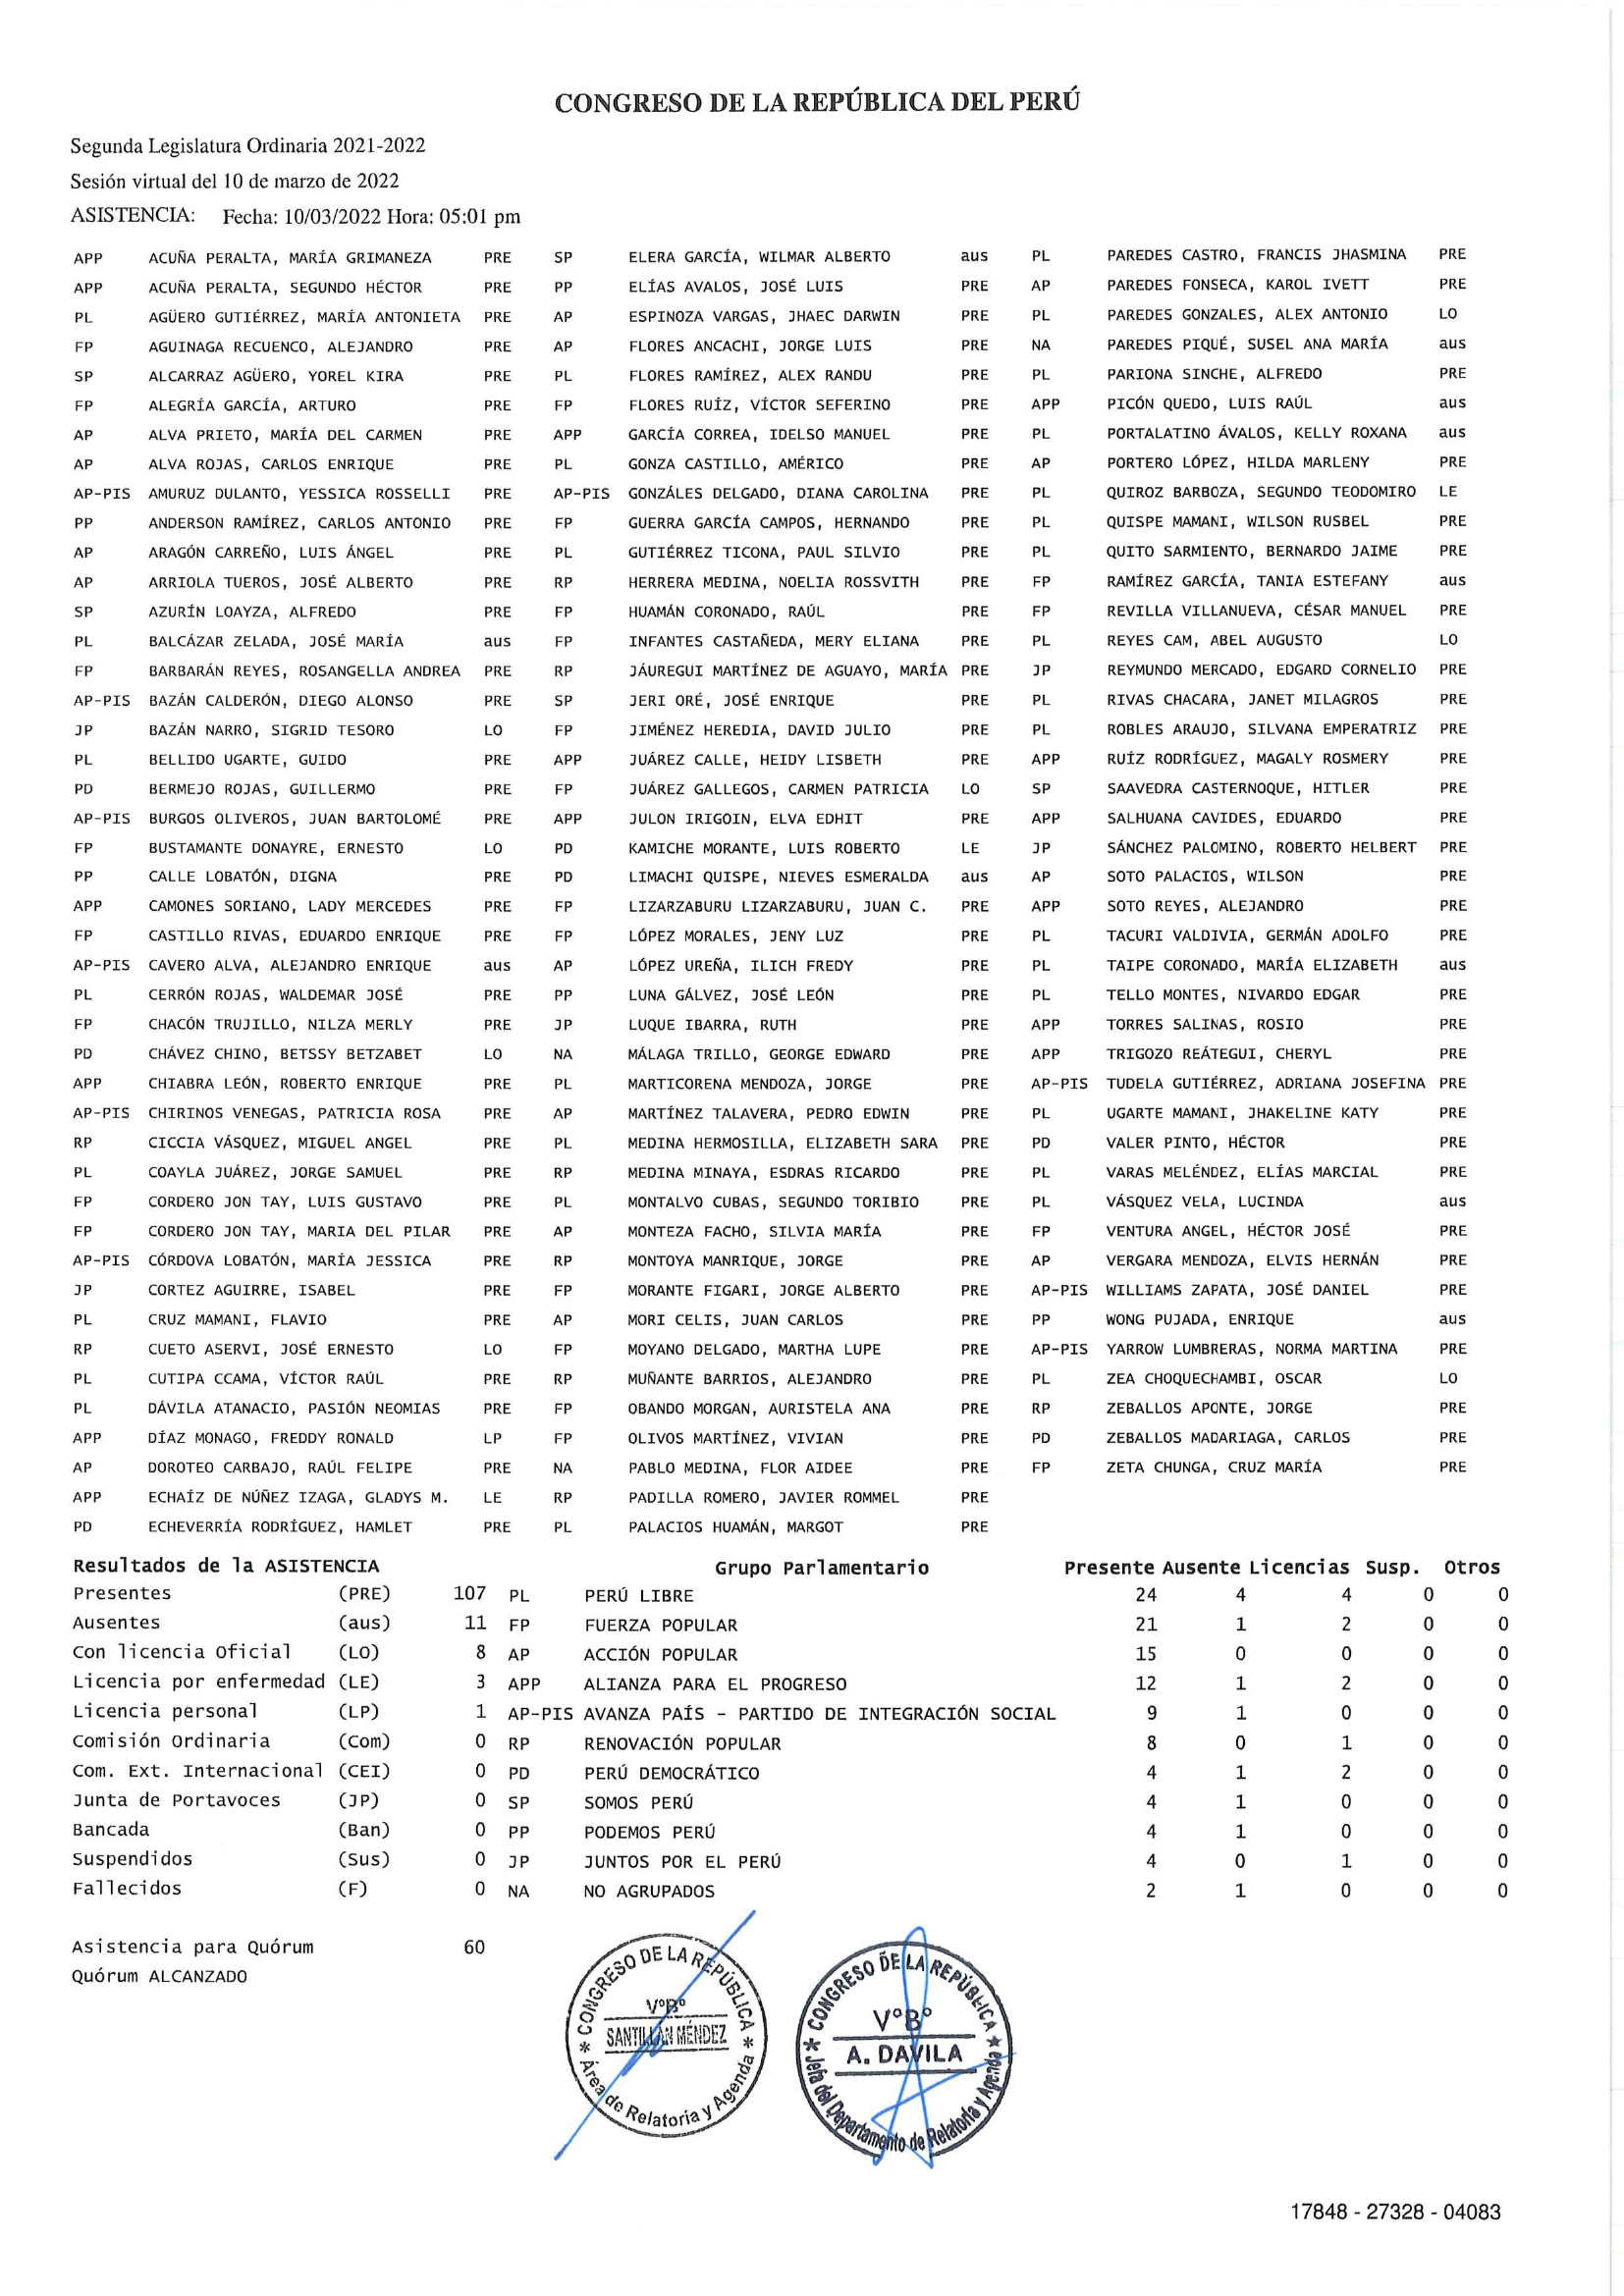 CONGRESO DE LA REPÚBLICA DEL PERÚ
Segunda Legislatura Ordinaria 2021-2022
Sesión virtual del 10 de marzo de 2022
ASISTENCIA: Fecha: 10/03/2022 Hora: 05:01 pm
APP ACUÑA PERALTA, MARÍA GRIMANEZA PRE SP ELERA GARCÍA, WILMAR ALBERTO aus PL PAREDES CASTRO, FRANCIS JHASMINA PRE
APP ACUÑA PERALTA, SEGUNDO HÉCTOR PRE PP ELÍAS AVALOS, JOSÉ LUIS PRE AP PAREDES FONSECA, KAROL IVETT PRE
PL AGÜERO GUTIÉRREZ, MARÍA ANTONIETA PRE AP ESPINOZA VARGAS, JHAEC DARWIN PRE PL PAREDES GONZALES, ALEX ANTONIO LO
FP AGUINAGA RECUENCO, ALEJANDRO PRE AP FLORES ANCACHI, JORGE LUIS PRE NA PAREDES PIQUÉ, SUSEL ANA MARÍA aus
SP ALCARRAZ AGÜERO, YOREL KIRA PRE PL FLORES RAMÍREZ, ALEX RANDU PRE PL PARIONA SINCHE, ALFREDO PRE
FP ALEGRÍA GARCÍA, ARTURO PRE FP FLORES RUÍZ, VÍCTOR SEFERINO PRE APP PICÓN QUEDO, LUIS RAÚL aus
AP ALVA PRIETO, MARÍA DEL CARMEN PRE APP GARCÍA CORREA, IDELSO MANUEL PRE PL PORTALATINO ÁVALOS, KELLY ROXANA aus
AP ALVA ROJAS, CARLOS ENRIQUE PRE PL GONZA CASTILLO, AMÉRICO PRE AP PORTERO LÓPEZ, HILDA MARLENY PRE
AP-PIS AMURUZ DULANTO, YESSICA ROSSELLI PRE AP-PIS GONZÁLES DELGADO, DIANA CAROLINA PRE PL QUIROZ BARBOZA, SEGUNDO TEODOMIRO LE
PP ANDERSON RAMÍREZ, CARLOS ANTONIO PRE FP GUERRA GARCÍA CAMPOS, HERNANDO PRE PL QUISPE MAMANI, WILSON RUSBEL PRE
AP ARAGÓN CARREÑO, LUIS ÁNGEL PRE PL GUTIÉRREZ TICONA, PAUL SILVIO PRE PL QUITO SARMIENTO, BERNARDO JAIME PRE
AP ARRIOLA TUEROS, JOSÉ ALBERTO PRE RP HERRERA MEDINA, NOELIA ROSSVITH PRE FP RAMÍREZ GARCÍA, TANIA ESTEFANY aus
SP AZURÍN LOAYZA, ALFREDO PRE FP HUAMÁN CORONADO, RAÚL PRE FP REVILLA VILLANUEVA, CÉSAR MANUEL PRE
PL BALCÁZAR ZELADA, JOSÉ MARÍA aus FP INFANTES CASTAÑEDA, MERY ELIANA PRE PL REYES CAM, ABEL AUGUSTO LO
FP BARBARÁN REYES, ROSANGELLA ANDREA PRE RP JÁUREGUI MARTÍNEZ DE AGUAYO, MARÍA PRE JP REYMUNDO MERCADO, EDGARD CORNELIO PRE
AP-PIS BAZÁN CALDERÓN, DIEGO ALONSO PRE SP JERI ORÉ, JOSÉ ENRIQUE PRE PL RIVAS CHACARA, JANET MILAGROS PRE
JP BAZÁN NARRO, SIGRID TESORO LO FP JIMÉNEZ HEREDIA, DAVID JULIO PRE PL ROBLES ARAUJO, SILVANA EMPERATRIZ PRE
PL BELLIDO UGARTE, GUIDO PRE APP JUÁREZ CALLE, HEIDY LISBETH PRE APP RUÍZ RODRÍGUEZ, MAGALY ROSMERY PRE
PD BERMEJO ROJAS, GUILLERMO PRE FP JUÁREZ GALLEGOS, CARMEN PATRICIA LO SP SAAVEDRA CASTERNOQUE, HITLER PRE
AP-PIS BURGOS OLIVEROS, JUAN BARTOLOMÉ PRE APP JULON IRIGOIN, ELVA EDHIT PRE APP SALHUANA CAVIDES, EDUARDO PRE
FP BUSTAMANTE DONAYRE, ERNESTO LO PD KAMICHE MORANTE, LUIS ROBERTO LE JP SÁNCHEZ PALOMINO, ROBERTO HELBERT PRE
PP CALLE LOBATÓN, DIGNA PRE PD LIMACHI QUISPE, NIEVES ESMERALDA aus AP SOTO PALACIOS, WILSON PRE
APP CAMONES SORIANO, LADY MERCEDES PRE FP LIZARZABURU LIZARZABURU, JUAN C. PRE APP SOTO REYES, ALEJANDRO PRE
FP CASTILLO RIVAS, EDUARDO ENRIQUE PRE FP LÓPEZ MORALES, JENY LUZ PRE PL TACURI VALDIVIA, GERMÁN ADOLFO PRE
AP-PIS CAVERO ALVA, ALEJANDRO ENRIQUE aus AP LÓPEZ UREÑA, ILICH FREDY PRE PL TAIPE CORONADO, MARÍA ELIZABETH aus
PL CERRÓN ROJAS, WALDEMAR JOSÉ PRE PP LUNA GÁLVEZ, JOSÉ LEÓN PRE PL TELLO MONTES, NIVARDO EDGAR PRE
FP CHACÓN TRUJILLO, NILZA MERLY PRE JP LUQUE IBARRA, RUTH PRE APP TORRES SALINAS, ROSIO PRE
PD CHÁVEZ CHINO, BETSSY BETZABET LO NA MÁLAGA TRILLO, GEORGE EDWARD PRE APP TRIGOZO REÁTEGUI, CHERYL PRE
APP CHIABRA LEÓN, ROBERTO ENRIQUE PRE PL MARTICORENA MENDOZA, JORGE PRE AP-PIS TUDELA GUTIÉRREZ, ADRIANA JOSEFINA PRE
AP-PIS CHIRINOS VENEGAS, PATRICIA ROSA PRE AP MARTÍNEZ TALAVERA, PEDRO EDWIN PRE PL UGARTE MAMANI, JHAKELINE KATY PRE
RP CICCIA VÁSQUEZ, MIGUEL ANGEL PRE PL MEDINA HERMOSILLA, ELIZABETH SARA PRE PD VALER PINTO, HÉCTOR PRE
PL COAYLA JUÁREZ, JORGE SAMUEL PRE RP MEDINA MINAYA, ESDRAS RICARDO PRE PL VARAS MELÉNDEZ, ELÍAS MARCIAL PRE
FP CORDERO JON TAY, LUIS GUSTAVO PRE PL MONTALVO CUBAS, SEGUNDO TORIBIO PRE PL VÁSQUEZ VELA, LUCINDA aus
FP CORDERO JON TAY, MARIA DEL PILAR PRE AP MONTEZA FACHO, SILVIA MARÍA PRE FP VENTURA ANGEL, HÉCTOR JOSÉ PRE
AP-PIS CÓRDOVA LOBATÓN, MARÍA JESSICA PRE RP MONTOYA MANRIQUE, JORGE PRE AP VERGARA MENDOZA, ELVIS HERNÁN PRE
JP CORTEZ AGUIRRE, ISABEL PRE FP MORANTE FIGARI, JORGE ALBERTO PRE AP-PIS WILLIAMS ZAPATA, JOSÉ DANIEL PRE
PL CRUZ MAMANI, FLAVIO PRE AP MORI CELIS, JUAN CARLOS PRE PP WONG PUJADA, ENRIQUE aus
RP CUETO ASERVI, JOSÉ ERNESTO LO FP MOYANO DELGADO, MARTHA LUPE PRE AP-PIS YARROW LUMBRERAS, NORMA MARTINA PRE
PL CUTIPA CCAMA, VÍCTOR RAÚL PRE RP MUÑANTE BARRIOS, ALEJANDRO PRE PL ZEA CHOQUECHAMBI, OSCAR LO
PL DÁVILA ATANACIO, PASIÓN NEOMIAS PRE FP OBANDO MORGAN, AURISTELA ANA PRE RP ZEBALLOS APONTE, JORGE PRE
APP DÍAZ MONAGO, FREDDY RONALD LP FP OLIVOS MARTÍNEZ, VIVIAN PRE PD ZEBALLOS MADARIAGA, CARLOS PRE
AP DOROTEO CARBAJO, RAÚL FELIPE PRE NA PABLO MEDINA, FLOR AIDEE PRE FP ZETA CHUNGA, CRUZ MARÍA PRE
APP ECHAÍZ DE NÚÑEZ IZAGA, GLADYS M. LE RP PADILLA ROMERO, JAVIER ROMMEL PRE
PD ECHEVERRÍA RODRÍGUEZ, HAMLET PRE PL PALACIOS HUAMÁN, MARGOT PRE
Resultados de la ASISTENCIA Grupo Parlamentario Presente Ausente Licencias Susp. Otros
Presentes (PRE) 107 PL PERÚ LIBRE 24 4 4 0 0
Ausentes (aus) 11 FP FUERZA POPULAR 21 1 2 0 0
Con licencia Oficial (LO) 8 AP ACCIÓN POPULAR 15 0 0 0 0
Licencia por enfermedad (LE) 3 APP ALIANZA PARA EL PROGRESO 12 1 2 0 0
Licencia personal (LP) 1 AP-PIS AVANZA PAÍS - PARTIDO DE INTEGRACIÓN SOCIAL 9 1 0 0 0
Comisión Ordinaria (Com) 0 RP RENOVACIÓN POPULAR 8 0 1 0 0
Com. Ext. Internacional (CEI) 0 PD PERÚ DEMOCRÁTICO 4 1 2 0 0
Junta de Portavoces (JP) 0 SP SOMOS PERÚ 4 1 0 0 0
Bancada (Ban) 0 PP PODEMOS PERÚ 4 1 0 0 0
Suspendidos (Sus) 0 JP JUNTOS POR EL PERÚ 4 0 1 0 0
Fallecidos (F) 0 NA NO AGRUPADOS 2 1 0 0 0
Asistencia para Quórum 60
Quórum ALCANZADO
* CONGRESO DE LA REPÚBLICA *
V°B°
SANTILLÁN MÉNDEZ
Área de Relatoría y Agenda
* CONGRESO DE LA REPÚBLICA *
V°B°
A. DAVILA
Jefa del Departamento de Relatoría y Agenda
17848 - 27328 - 04083